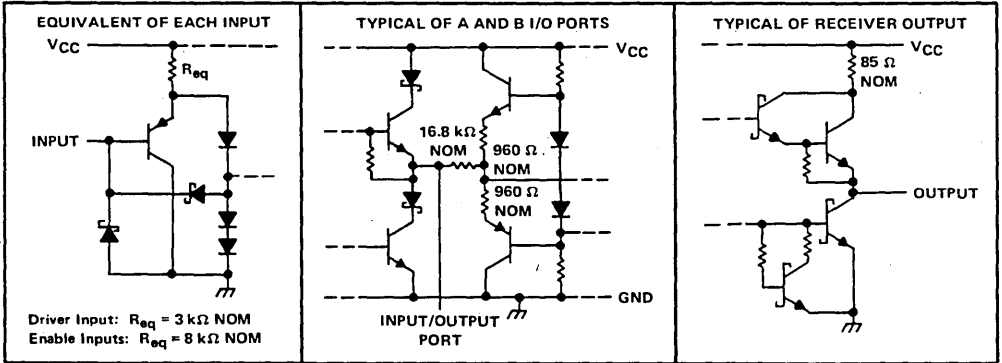 EQUIVALENT OF EACH INPUT
VCC
Req
INPUT
Driver Input: Req = 3 kΩ NOM
Enable Inputs: Req = 8 kΩ NOM
TYPICAL OF A AND B I/O PORTS
VCC
16.8 kΩ
NOM
960 Ω
NOM
960 Ω
NOM
GND
INPUT/OUTPUT
PORT
TYPICAL OF RECEIVER OUTPUT
VCC
85 Ω
NOM
OUTPUT